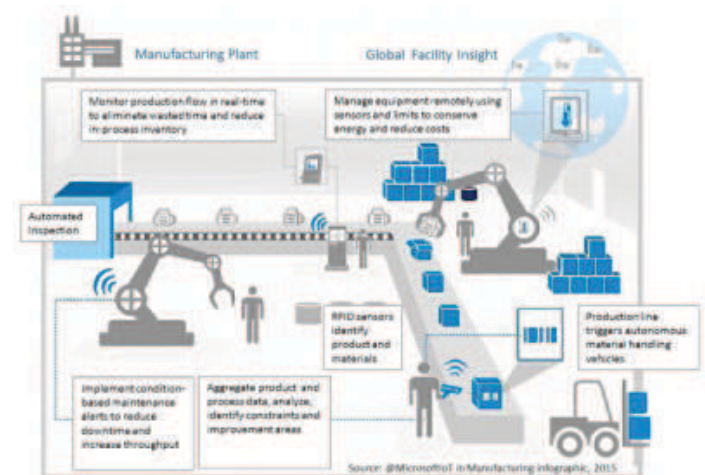 Manufacturing Plant
Global Facility Insight
Monitor production flow in real-time
to eliminate wasted time and reduce
in-process inventory
Manage equipment remotely using
sensors and limits to conserve
energy and reduce costs
Automated
Inspection
RFID sensors
identify
product and
materials
Production line
triggers autonomous
material handling
vehicles
Implement condition-
based maintenance
alerts to reduce
downtime and
increase throughput
Aggregate product and
process data, analyze,
identify constraints and
improvement areas
Source: @MicrosoftIoT in Manufacturing Infographic, 2015.